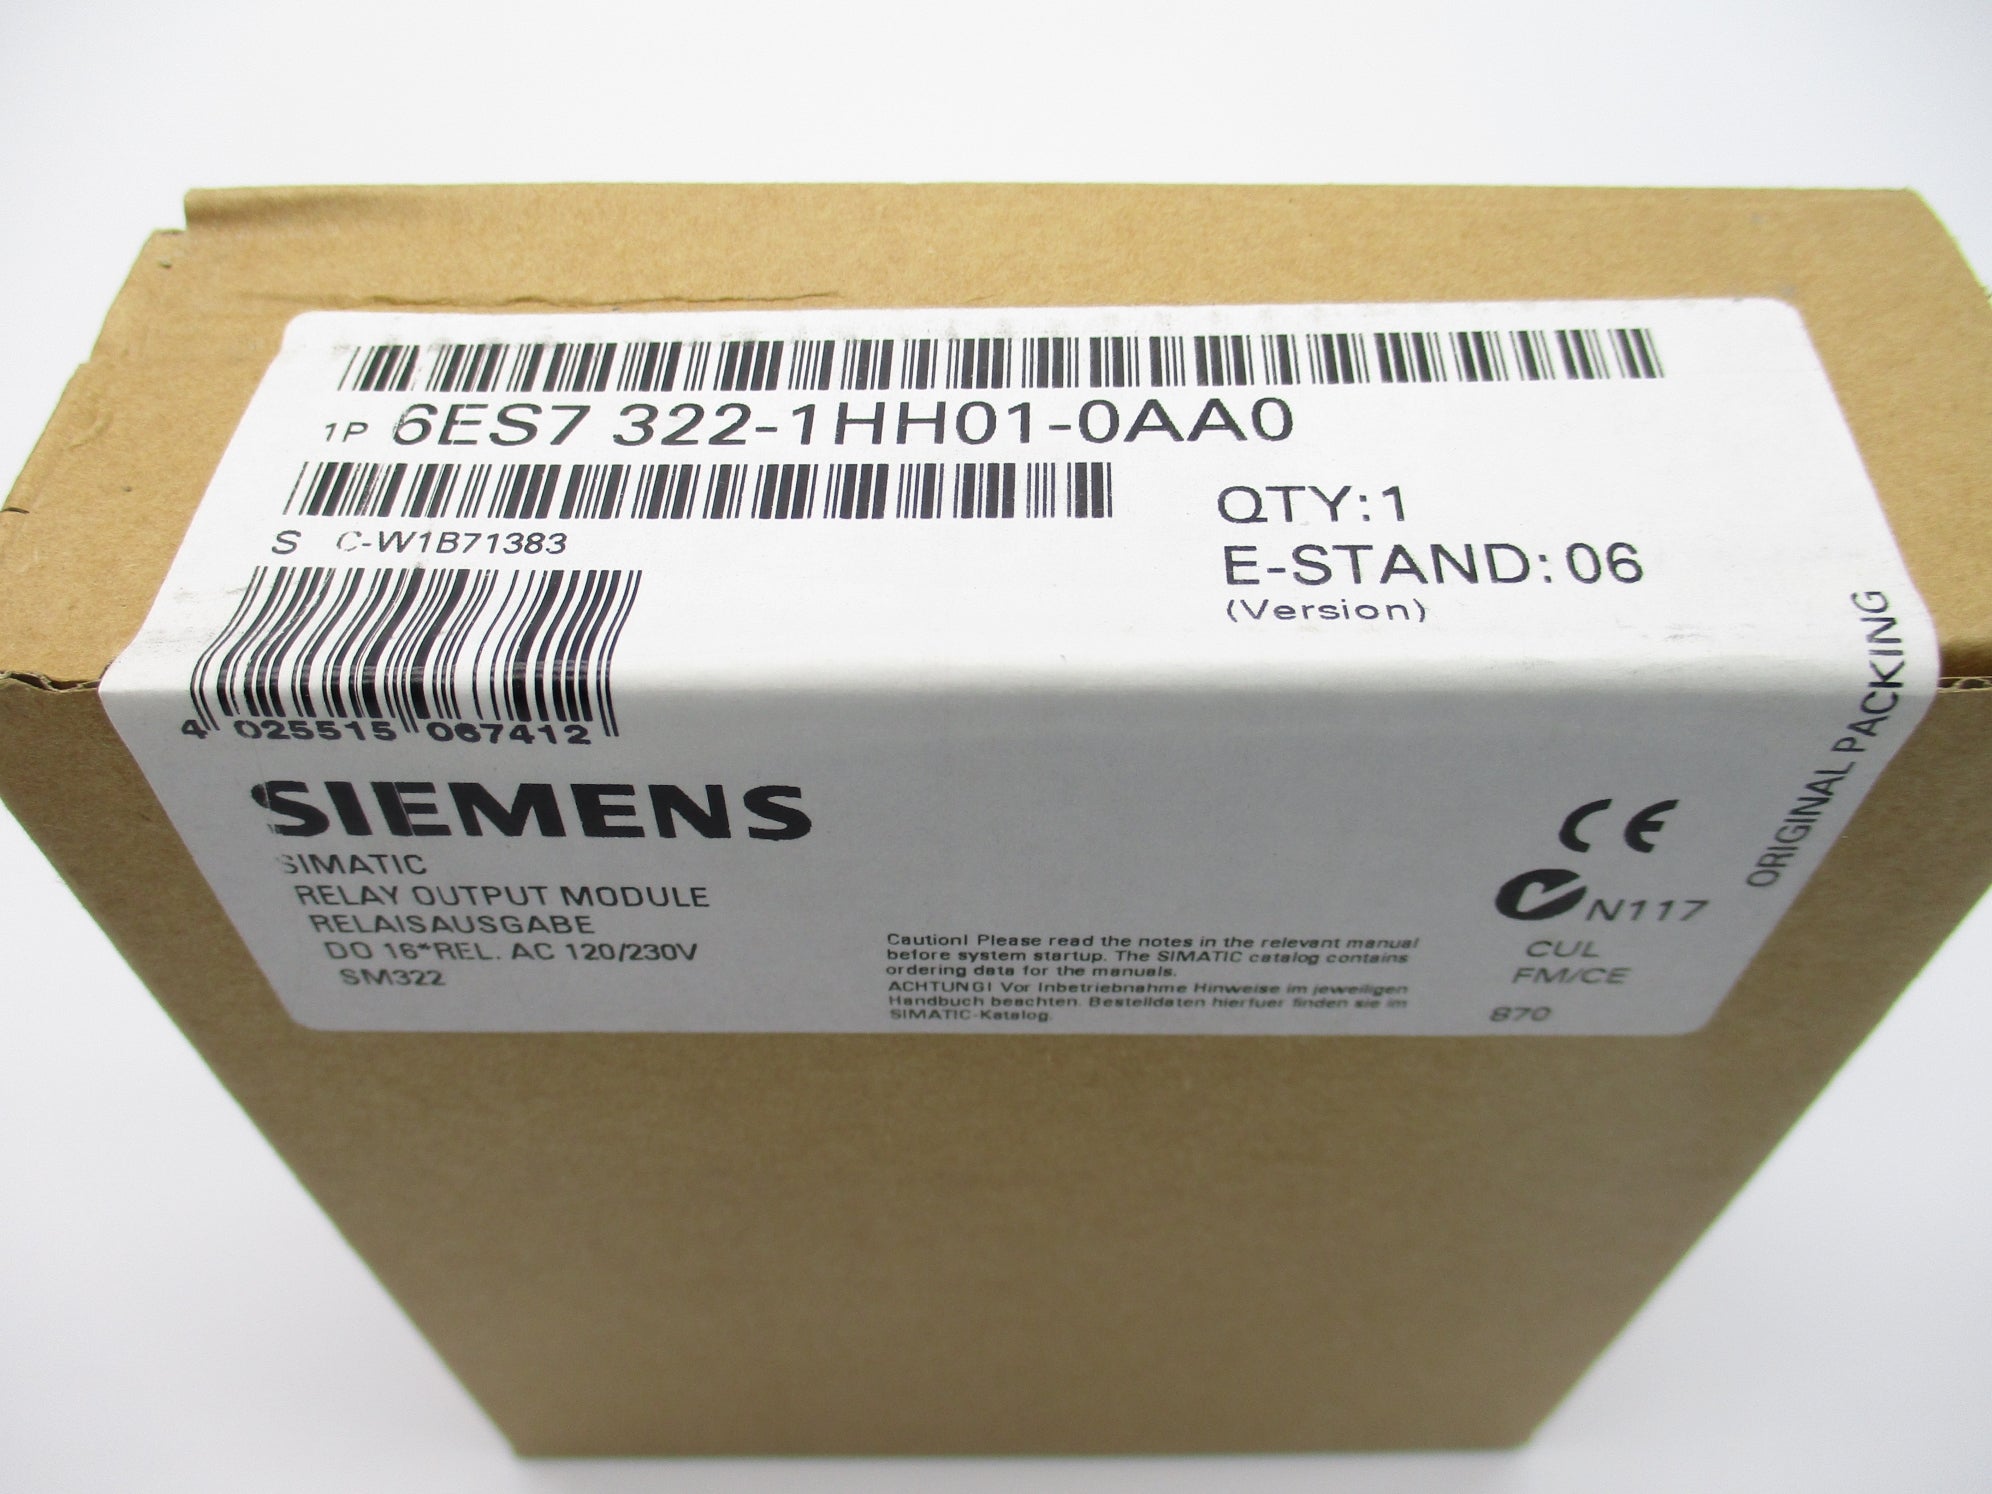 1P 6ES7 322-1HH01-0AA0
S C-W1B71383
QTY:1
E-STAND:06
(Version)
4 025515 067412
ORIGINAL PACKING
SIEMENS
SIMATIC
RELAY OUTPUT MODULE
RELAISAUSGABE
DO 16*REL. AC 120/230V
SM322
Caution! Please read the notes in the relevant manual
before system startup. The SIMATIC catalog contains
ordering data for the manuals.
ACHTUNG! Vor Inbetriebnahme Hinweise im jeweiligen
Handbuch beachten. Bestelldaten hierfuer finden sie im
SIMATIC-Katalog.
CE
N117
CUL
FM/CE
870